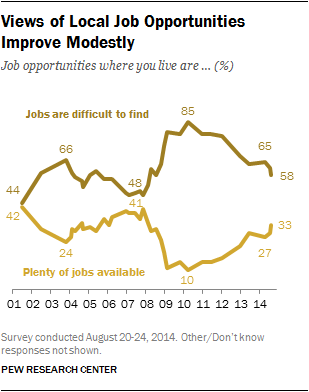 Views of Local Job Opportunities
Improve Modestly
Job opportunities where you live are ... (%)
Jobs are difficult to find
85
66
65
58
44
48
42
41
33
24
27
10
Plenty of jobs available
01 02 03 04 05 06 07 08 09 10 11 12 13 14
Survey conducted August 20-24, 2014. Other/Don't know
responses not shown.
PEW RESEARCH CENTER